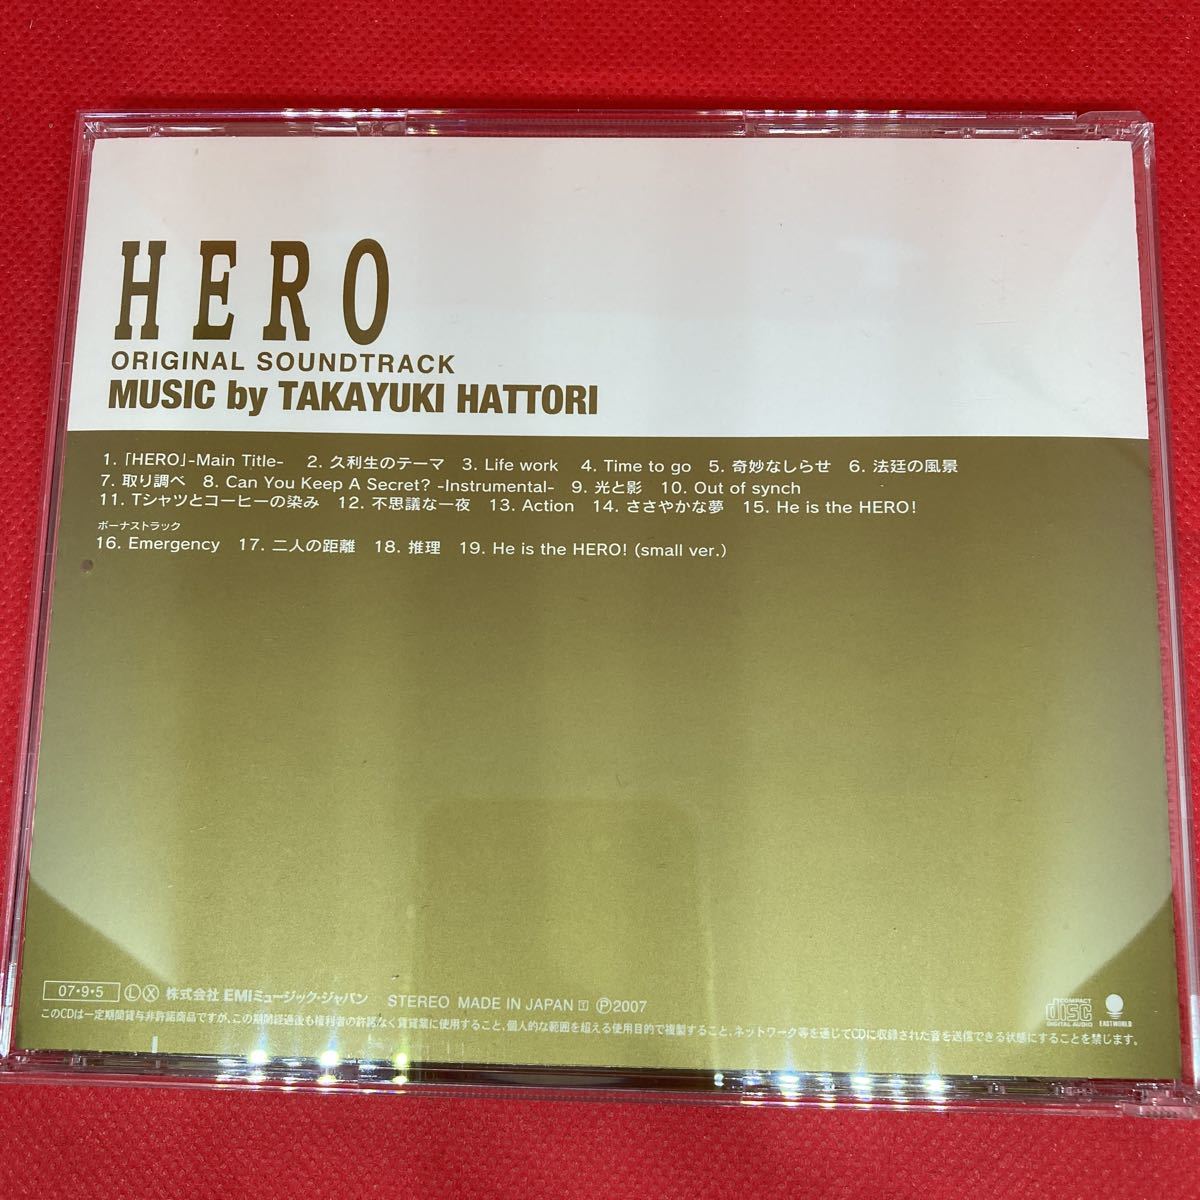 HERO
ORIGINAL SOUNDTRACK
MUSIC by TAKAYUKI HATTORI
1. 「HERO」-Main Title- 2. 久利生のテーマ 3. Life work 4. Time to go 5. 奇妙なしらせ 6. 法廷の風景
7. 取り調べ 8. Can You Keep A Secret? -Instrumental- 9. 光と影 10. Out of synch
11. Tシャツとコーヒーの染み 12. 不思議な一夜 13. Action 14. ささやかな夢 15. He is the HERO!
ボーナストラック
16. Emergency 17. 二人の距離 18. 推理 19. He is the HERO! (small ver.)
07・9・5 Ⓛ Ⓧ 株式会社 EMIミュージック・ジャパン STEREO MADE IN JAPAN Ⓨ Ⓟ2007
このCDは一定期間貸与非許諾商品ですが、この期間経過後も権利者の許諾なく賃貸業に使用すること、個人的な範囲を超える使用目的で複製すること、ネットワーク等を通じてCDに収録された音を送信できる状態にすることを禁じます。
COMPACT
disc
DIGITAL AUDIO
EASTWORLD